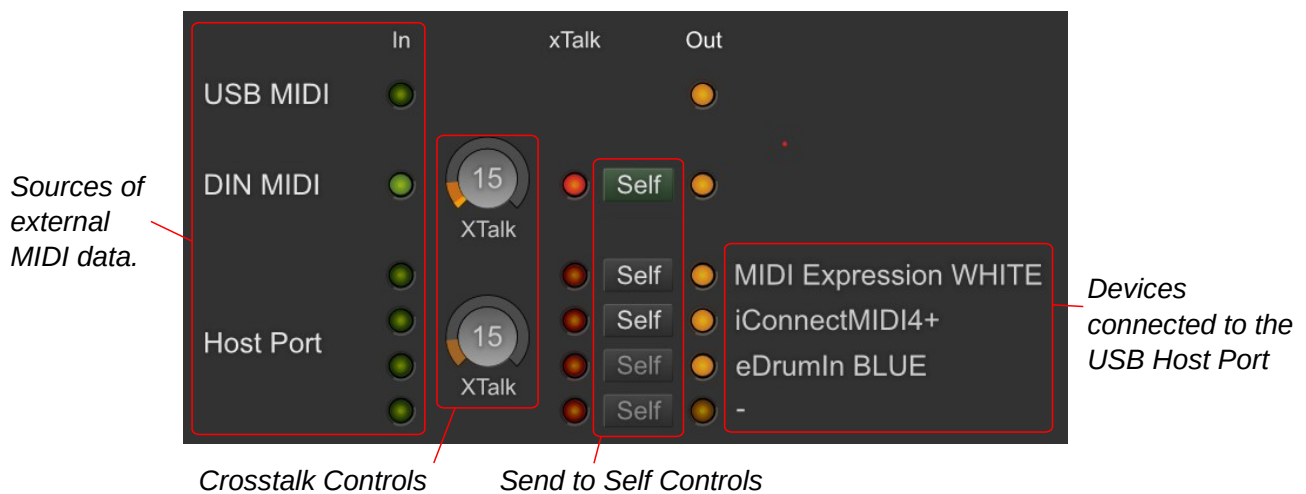 In xTalk Out
USB MIDI
Sources of
external
MIDI data.
DIN MIDI 15 Self
XTalk
Self MIDI Expression WHITE
Devices
connected to the
USB Host Port
Host Port 15 Self iConnectMIDI4+
Self eDrumIn BLUE
XTalk
Self -
Crosstalk Controls Send to Self Controls